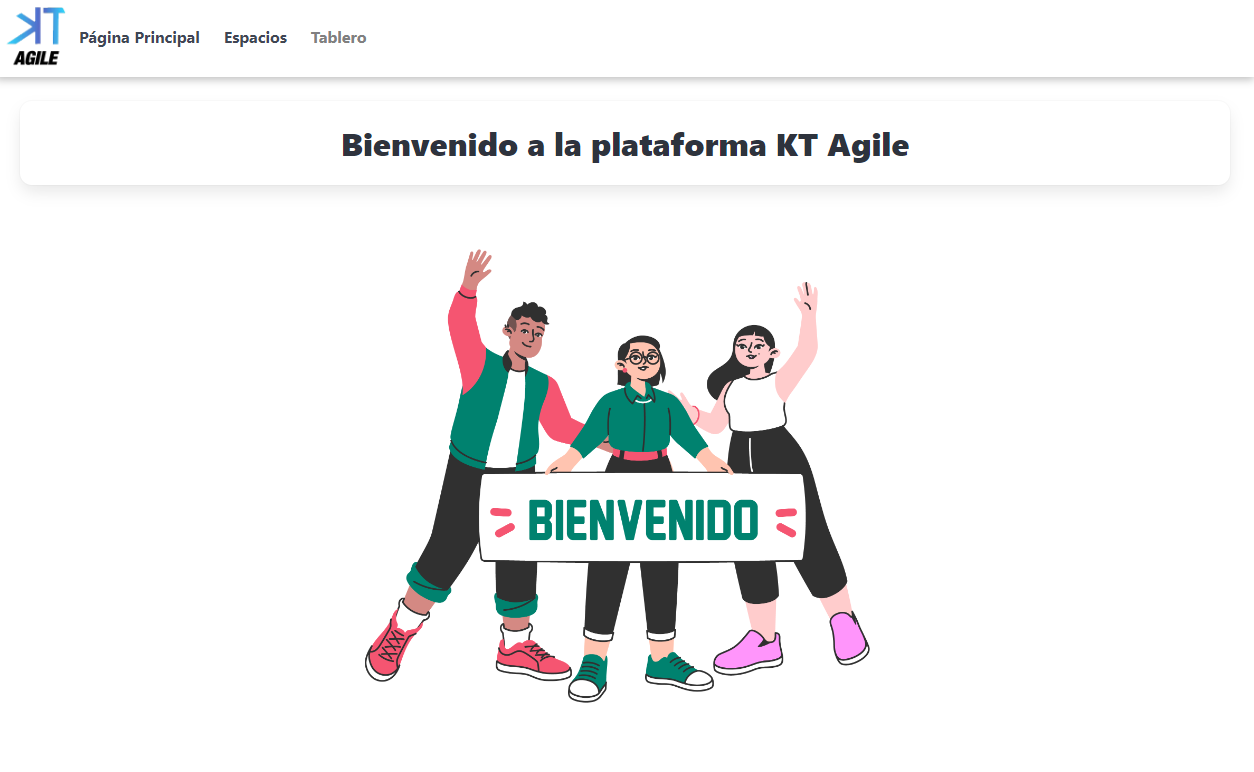 KT
AGILE
Página Principal
Espacios
Tablero
Bienvenido a la plataforma KT Agile
BIENVENIDO